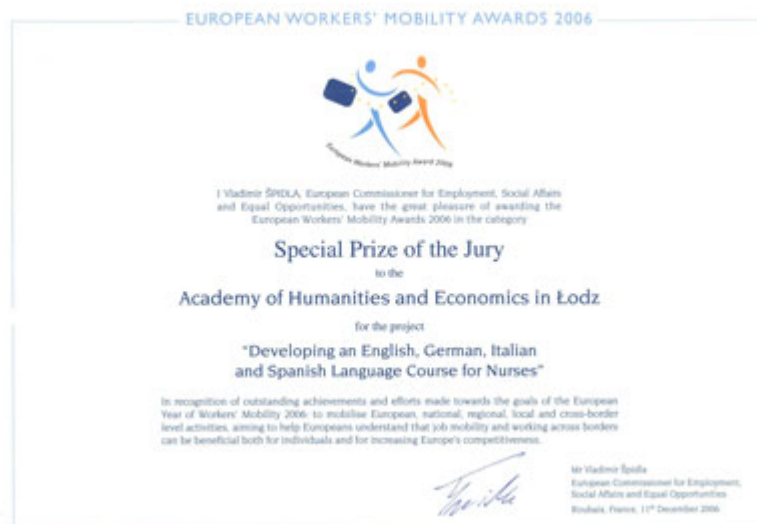 EUROPEAN WORKERS' MOBILITY AWARDS 2006
European Workers' Mobility Award 2006
I Vladimir ŠPIDLA, European Commissioner for Employment, Social Affairs
and Equal Opportunities, have the great pleasure of awarding the
European Workers' Mobility Awards 2006 in the category
Special Prize of the Jury
to the
Academy of Humanities and Economics in Łodz
for the project
"Developing an English, German, Italian
and Spanish Language Course for Nurses"
In recognition of outstanding achievements and efforts made towards the goals of the European
Year of Workers' Mobility 2006: to mobilise European, national, regional, local and cross-border
level activities, aiming to help Europeans understand that job mobility and working across borders
can be beneficial both for individuals and for increasing Europe's competitiveness.
Mr Vladimir Špidla
European Commissioner for Employment,
Social Affairs and Equal Opportunities
Roubaix, France, 11th December 2006